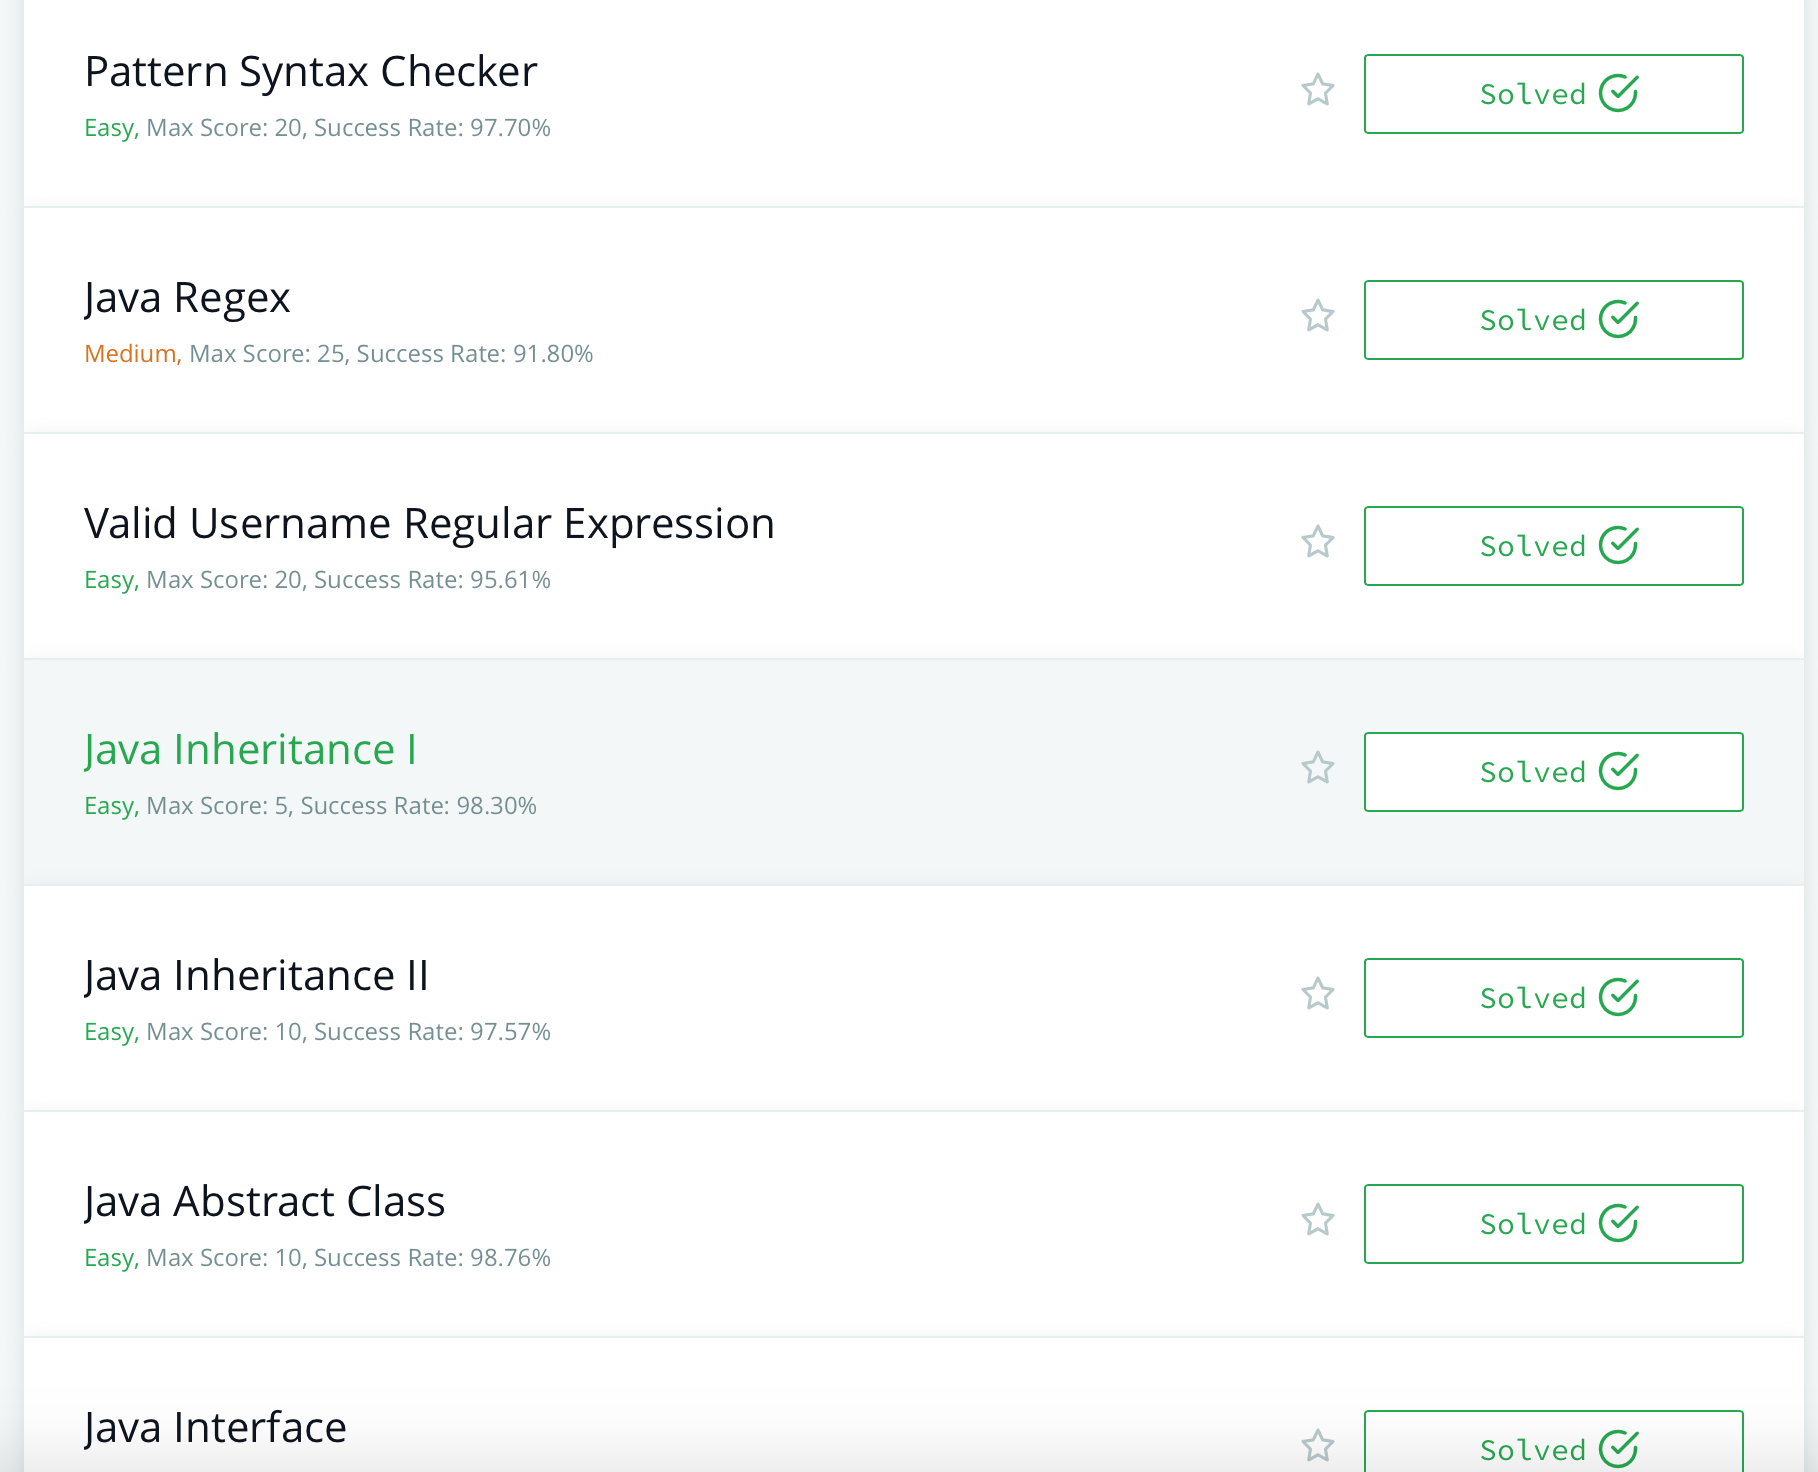 Pattern Syntax Checker
Easy, Max Score: 20, Success Rate: 97.70%
Solved
Java Regex
Medium, Max Score: 25, Success Rate: 91.80%
Solved
Valid Username Regular Expression
Easy, Max Score: 20, Success Rate: 95.61%
Solved
Java Inheritance I
Easy, Max Score: 5, Success Rate: 98.30%
Solved
Java Inheritance II
Easy, Max Score: 10, Success Rate: 97.57%
Solved
Java Abstract Class
Easy, Max Score: 10, Success Rate: 98.76%
Solved
Java Interface
Solved